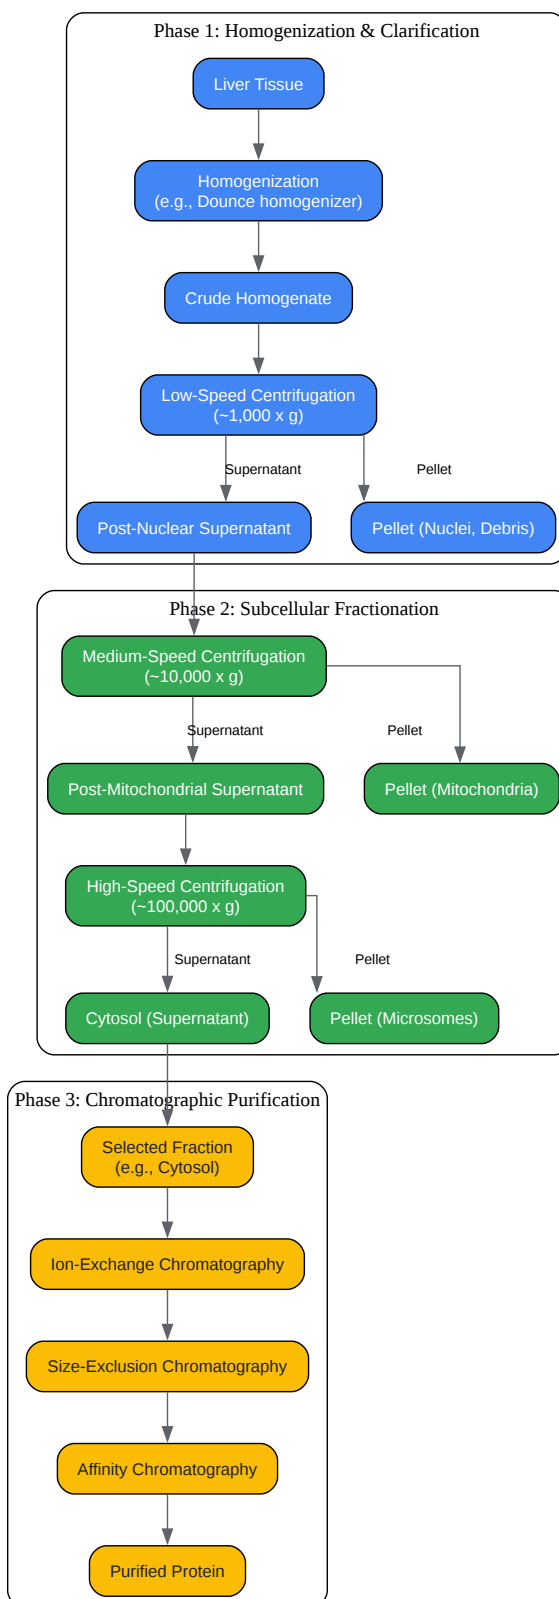 Phase 1: Homogenization & Clarification
Liver Tissue
Homogenization
(e.g., Dounce homogenizer)
Crude Homogenate
Low-Speed Centrifugation
(~1,000 x g)
Supernatant
Pellet
Post-Nuclear Supernatant
Pellet (Nuclei, Debris)
Phase 2: Subcellular Fractionation
Medium-Speed Centrifugation
(~10,000 x g)
Supernatant
Pellet
Post-Mitochondrial Supernatant
Pellet (Mitochondria)
High-Speed Centrifugation
(~100,000 x g)
Supernatant
Pellet
Cytosol (Supernatant)
Pellet (Microsomes)
Phase 3: Chromatographic Purification
Selected Fraction
(e.g., Cytosol)
Ion-Exchange Chromatography
Size-Exclusion Chromatography
Affinity Chromatography
Purified Protein